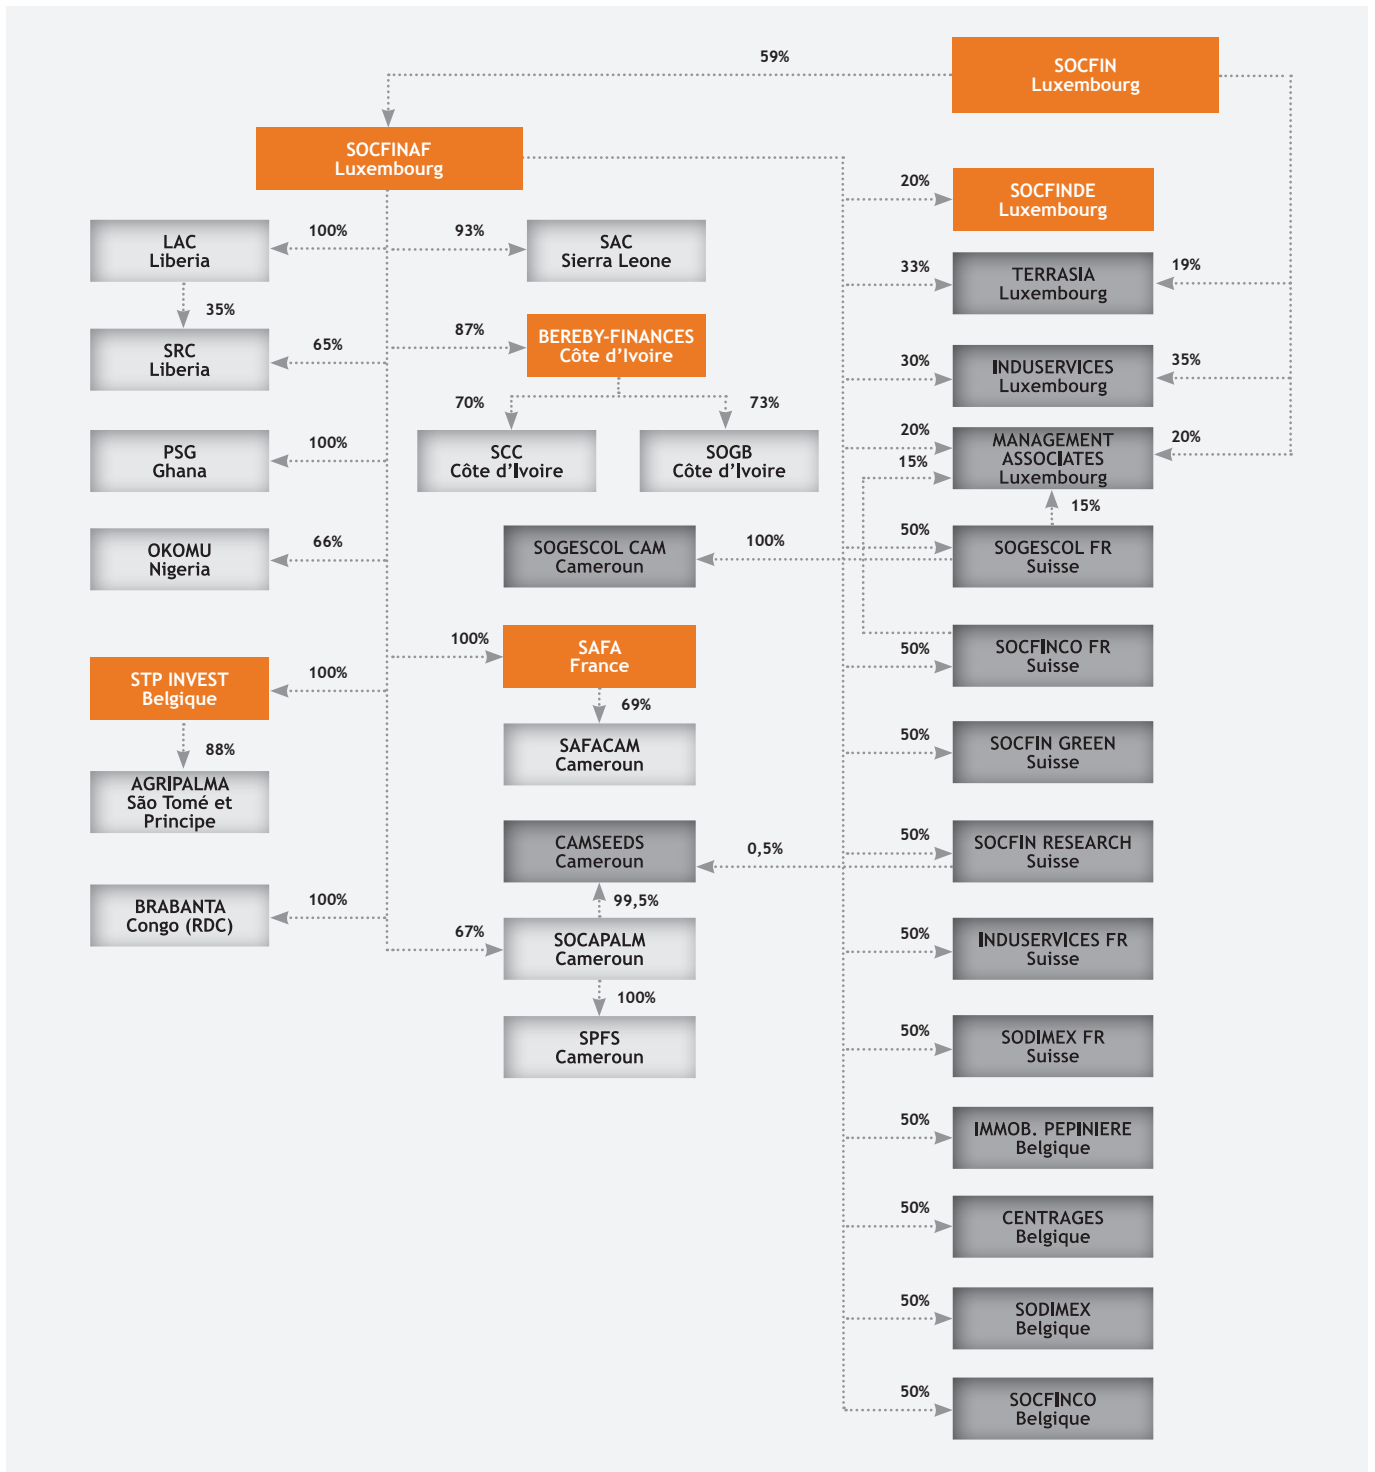 59%
SOCFIN
Luxembourg
SOCFINAF
Luxembourg
20%
SOCFINDE
Luxembourg
LAC
Liberia
100%
93%
SAC
Sierra Leone
33%
TERRASIA
Luxembourg
19%
35%
SRC
Liberia
65%
87%
BEREBY-FINANCES
Côte d'Ivoire
30%
INDUSERVICES
Luxembourg
35%
70%
73%
PSG
Ghana
100%
SCC
Côte d'Ivoire
SOGB
Côte d'Ivoire
20%
15%
MANAGEMENT
ASSOCIATES
Luxembourg
20%
15%
OKOMU
Nigeria
66%
SOGESCOL CAM
Cameroun
100%
50%
SOGESCOL FR
Suisse
STP INVEST
Belgique
100%
100%
SAFA
France
50%
SOCFINCO FR
Suisse
88%
69%
AGRIPALMA
São Tomé et
Principe
SAFACAM
Cameroun
50%
SOCFIN GREEN
Suisse
CAMSEEDS
Cameroun
0,5%
50%
SOCFIN RESEARCH
Suisse
99,5%
BRABANTA
Congo (RDC)
100%
67%
SOCAPALM
Cameroun
50%
INDUSERVICES FR
Suisse
100%
SPFS
Cameroun
50%
SODIMEX FR
Suisse
50%
IMMOB. PEPINIERE
Belgique
50%
CENTRAGES
Belgique
50%
SODIMEX
Belgique
50%
SOCFINCO
Belgique